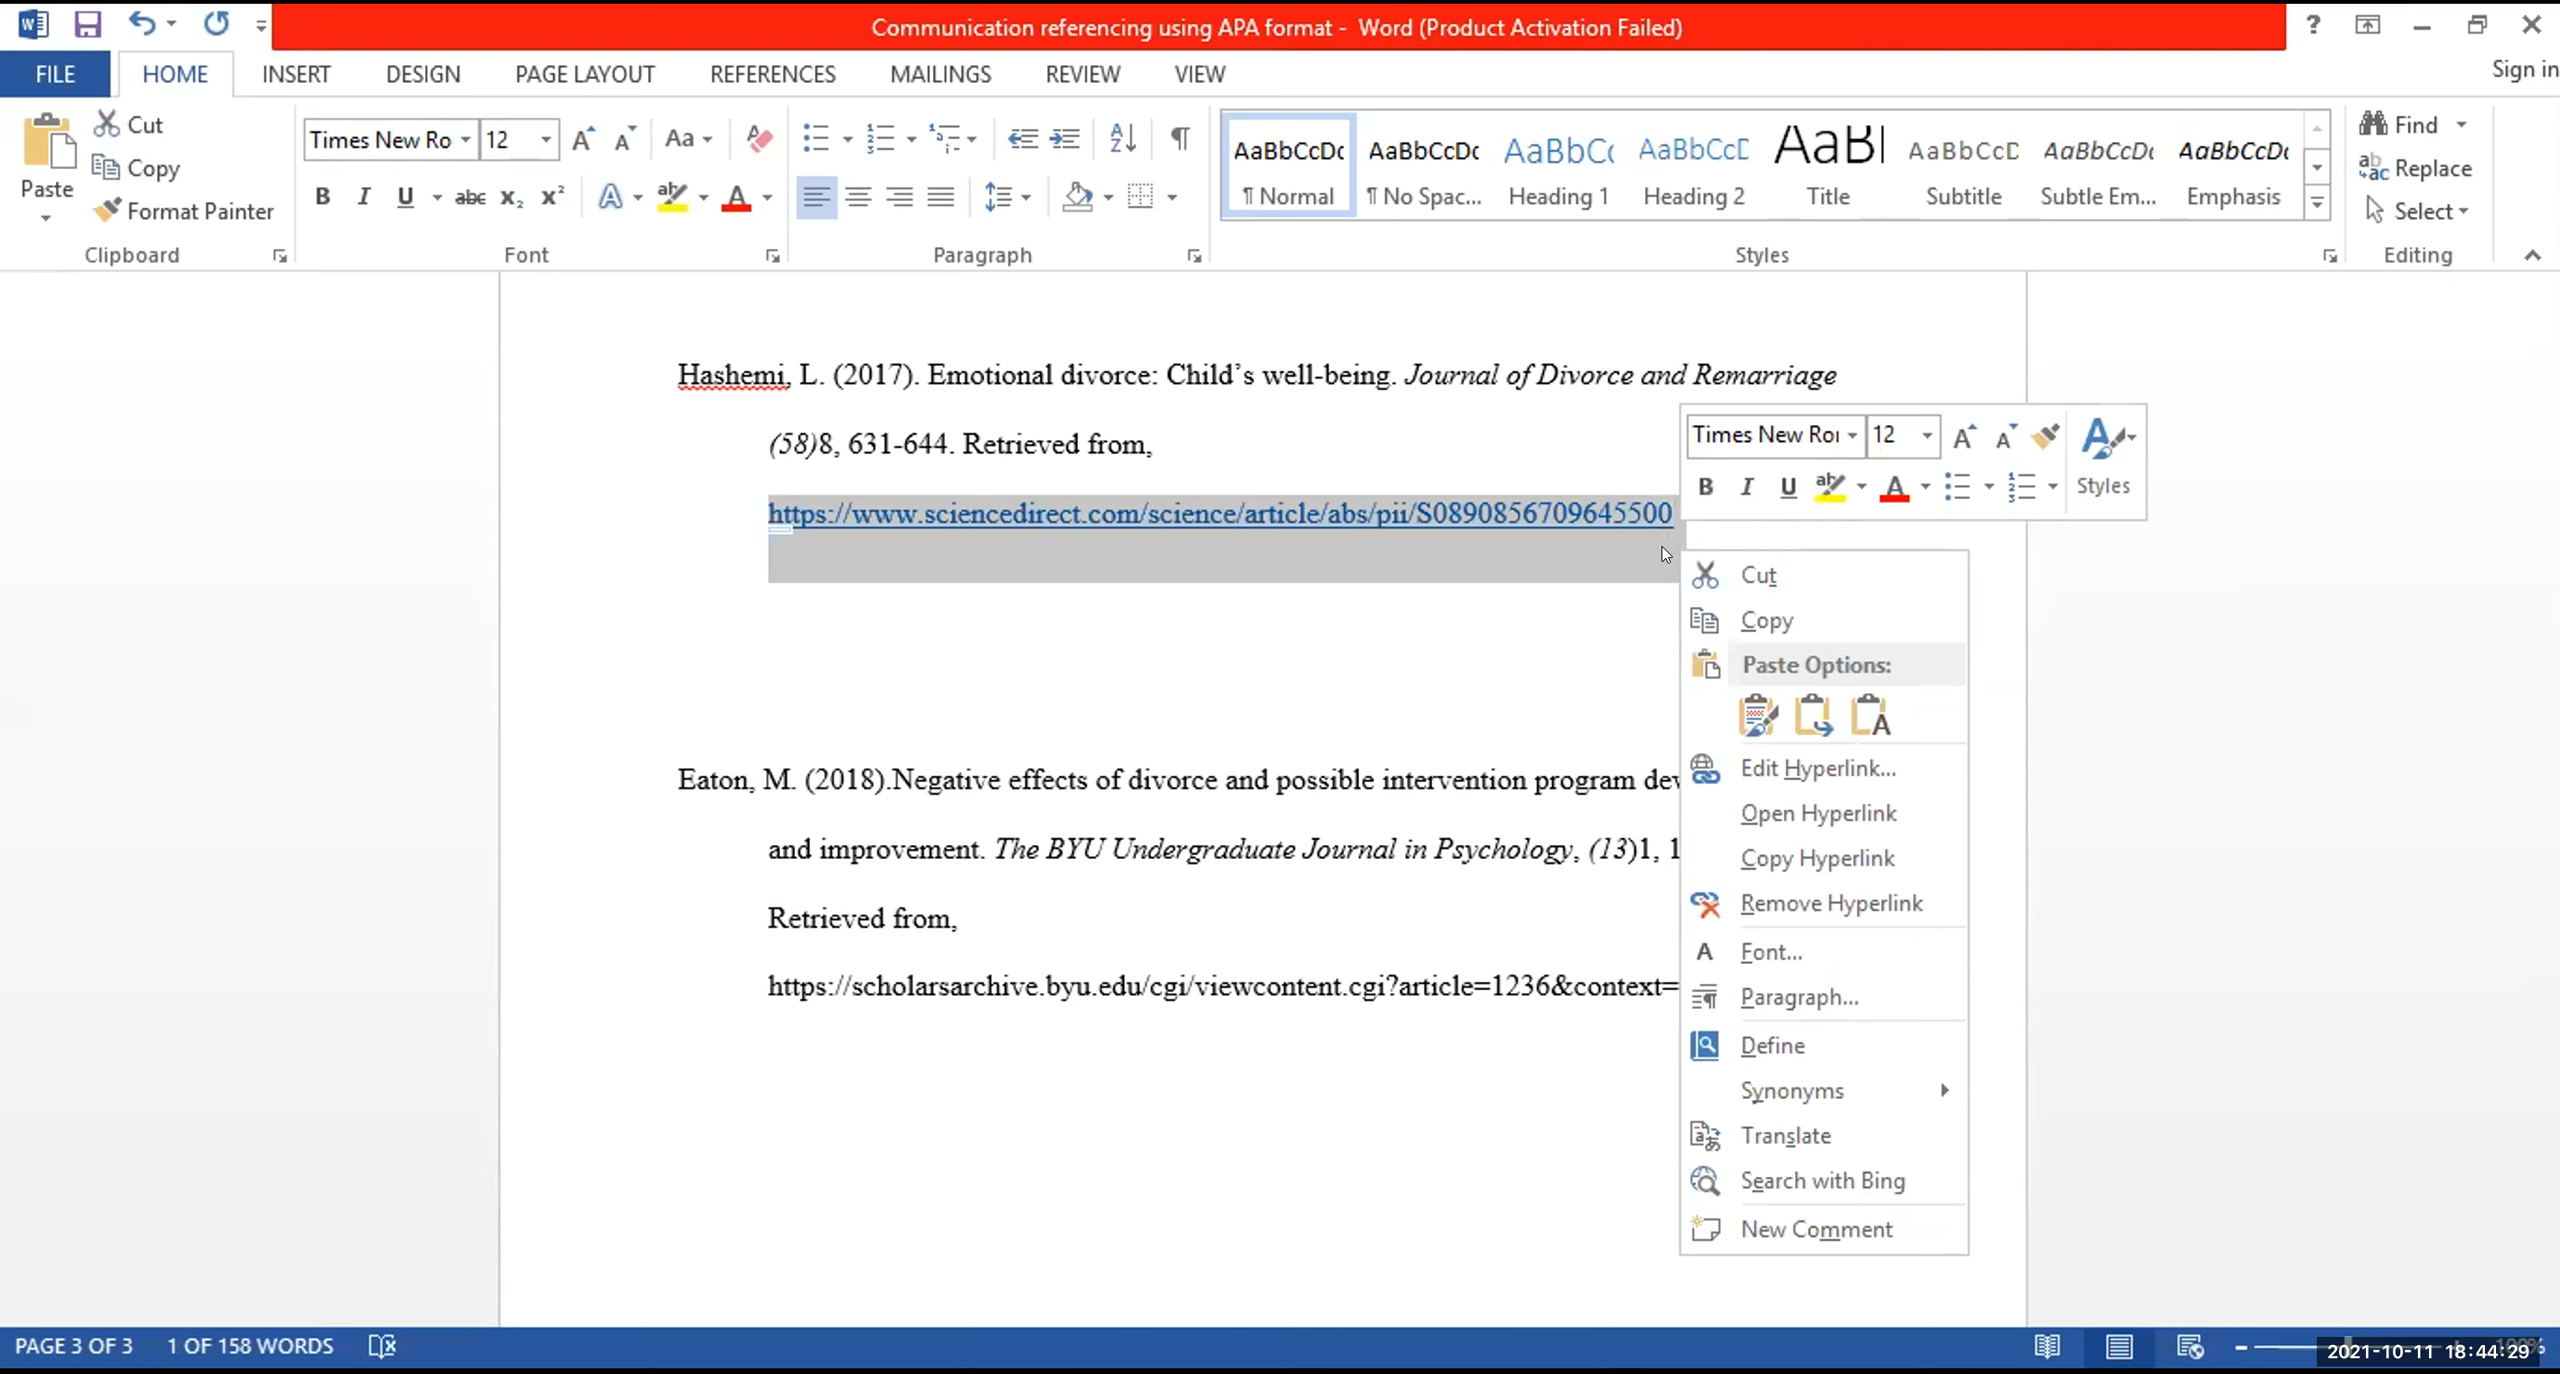 Communication referencing using APA format - Word (Product Activation Failed)
FILE HOME INSERT DESIGN PAGE LAYOUT REFERENCES MAILINGS REVIEW VIEW Sign in
Paste
Cut
Copy
Format Painter
Clipboard
Times New Ro 12
Font
Paragraph
AaBbCcDc AaBbCcDc AaBbCc AaBbCcD AaBl AaBbCcD AaBbCcDc AaBbCcDc
¶ Normal ¶ No Spac... Heading 1 Heading 2 Title Subtitle Subtle Em... Emphasis
Styles
Find
Replace
Select
Editing
Hashemi, L. (2017). Emotional divorce: Child’s well-being. Journal of Divorce and Remarriage
(58)8, 631-644. Retrieved from,
https://www.sciencedirect.com/science/article/abs/pii/S0890856709645500
Eaton, M. (2018).Negative effects of divorce and possible intervention program dev
and improvement. The BYU Undergraduate Journal in Psychology, (13)1, 1
Retrieved from,
https://scholarsarchive.byu.edu/cgi/viewcontent.cgi?article=1236&context=
Times New Ro 12
B I U Styles
Cut
Copy
Paste Options:
Edit Hyperlink...
Open Hyperlink
Copy Hyperlink
Remove Hyperlink
Font...
Paragraph...
Define
Synonyms
Translate
Search with Bing
New Comment
PAGE 3 OF 3 1 OF 158 WORDS
2021-10-11 18:44:29